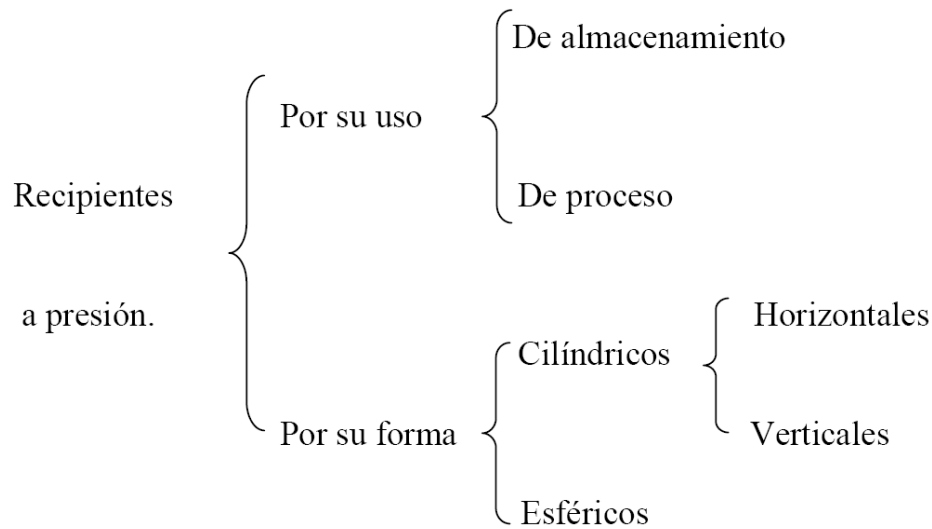 De almacenamiento
Por su uso
Recipientes
De proceso
a presión.
Horizontales
Cilíndricos
Por su forma
Verticales
Esféricos